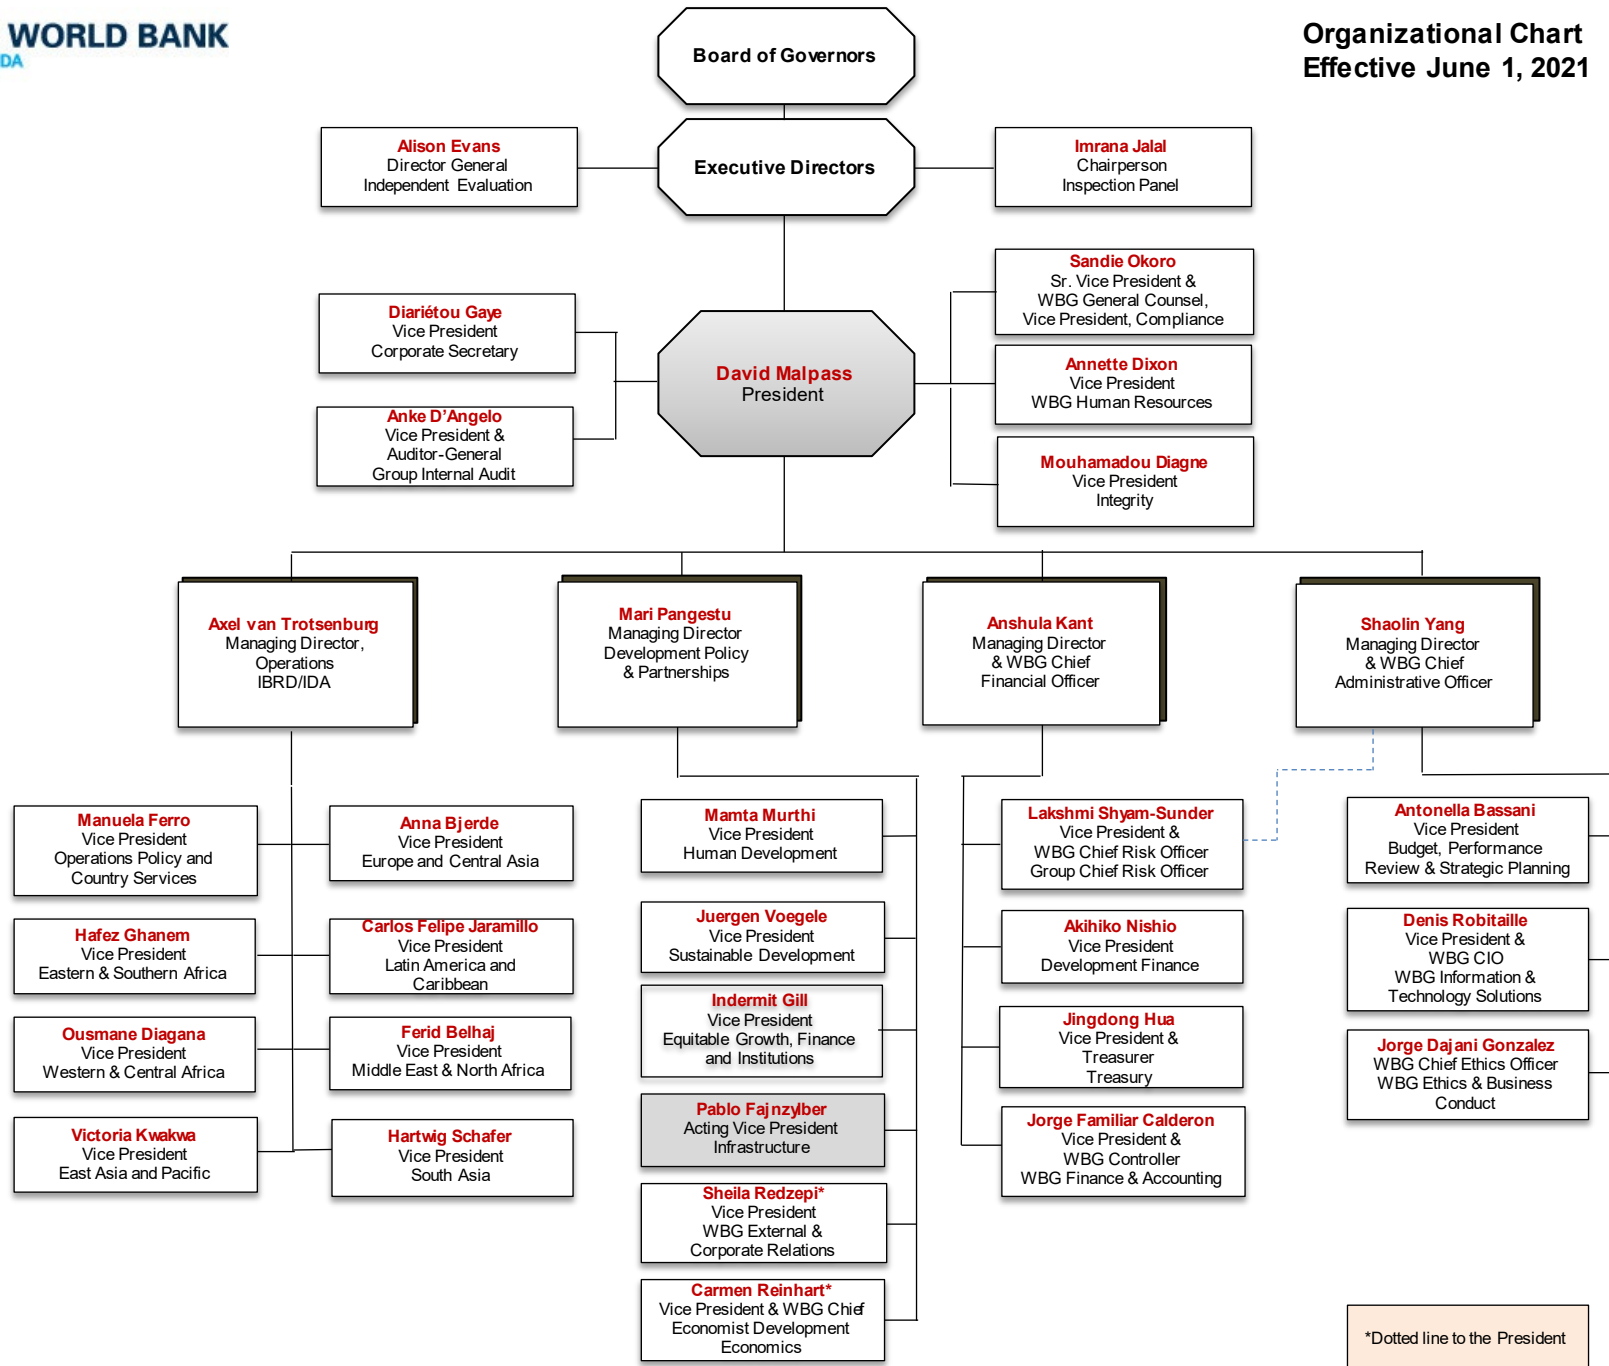 WORLD BANK
DA
Organizational Chart
Effective June 1, 2021
Board of Governors
Executive Directors
Alison Evans
Director General
Independent Evaluation
Imrana Jalal
Chairperson
Inspection Panel
Diariétou Gaye
Vice President
Corporate Secretary
Anke D'Angelo
Vice President &
Auditor-General
Group Internal Audit
David Malpass
President
Sandie Okoro
Sr. Vice President &
WBG General Counsel,
Vice President, Compliance
Annette Dixon
Vice President
WBG Human Resources
Mouhamadou Diagne
Vice President
Integrity
Axel van Trotsenburg
Managing Director,
Operations
IBRD/IDA
Mari Pangestu
Managing Director
Development Policy
& Partnerships
Anshula Kant
Managing Director
& WBG Chief
Financial Officer
Shaolin Yang
Managing Director
& WBG Chief
Administrative Officer
Manuela Ferro
Vice President
Operations Policy and
Country Services
Anna Bjerde
Vice President
Europe and Central Asia
Hafez Ghanem
Vice President
Eastern & Southern Africa
Carlos Felipe Jaramillo
Vice President
Latin America and
Caribbean
Ousmane Diagana
Vice President
Western & Central Africa
Ferid Belhaj
Vice President
Middle East & North Africa
Victoria Kwakwa
Vice President
East Asia and Pacific
Hartwig Schafer
Vice President
South Asia
Mamta Murthi
Vice President
Human Development
Juergen Voegele
Vice President
Sustainable Development
Indermit Gill
Vice President
Equitable Growth, Finance
and Institutions
Pablo Fajnzylber
Acting Vice President
Infrastructure
Sheila Redzepi*
Vice President
WBG External &
Corporate Relations
Carmen Reinhart*
Vice President & WBG Chief
Economist Development
Economics
Lakshmi Shyam-Sunder
Vice President &
WBG Chief Risk Officer
Group Chief Risk Officer
Akihiko Nishio
Vice President
Development Finance
Jingdong Hua
Vice President &
Treasurer
Treasury
Jorge Familiar Calderon
Vice President &
WBG Controller
WBG Finance & Accounting
Antonella Bassani
Vice President
Budget, Performance
Review & Strategic Planning
Denis Robitaille
Vice President &
WBG CIO
WBG Information &
Technology Solutions
Jorge Dajani Gonzalez
WBG Chief Ethics Officer
WBG Ethics & Business
Conduct
*Dotted line to the President